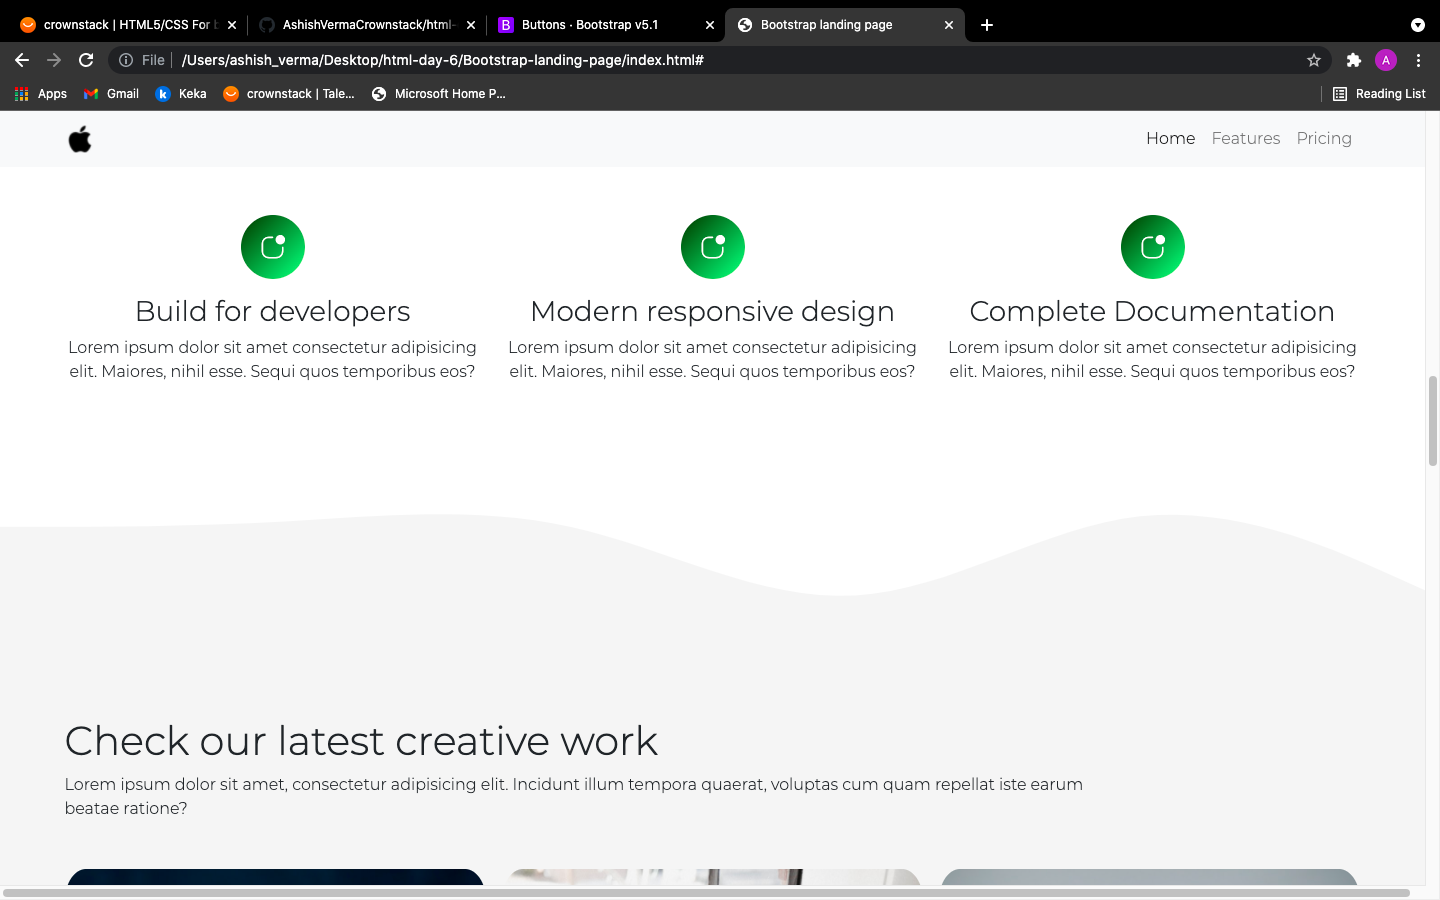 crownstack | HTML5/CSS For b
AshishVermaCrownstack/html-
B Buttons · Bootstrap v5.1
Bootstrap landing page
File /Users/ashish_verma/Desktop/html-day-6/Bootstrap-landing-page/index.html#
A
Apps
Gmail
k Keka
crownstack | Tale...
Microsoft Home P...
Reading List
Home Features Pricing
Build for developers
Lorem ipsum dolor sit amet consectetur adipisicing
elit. Maiores, nihil esse. Sequi quos temporibus eos?
Modern responsive design
Lorem ipsum dolor sit amet consectetur adipisicing
elit. Maiores, nihil esse. Sequi quos temporibus eos?
Complete Documentation
Lorem ipsum dolor sit amet consectetur adipisicing
elit. Maiores, nihil esse. Sequi quos temporibus eos?
Check our latest creative work
Lorem ipsum dolor sit amet, consectetur adipisicing elit. Incidunt illum tempora quaerat, voluptas cum quam repellat iste earum
beatae ratione?